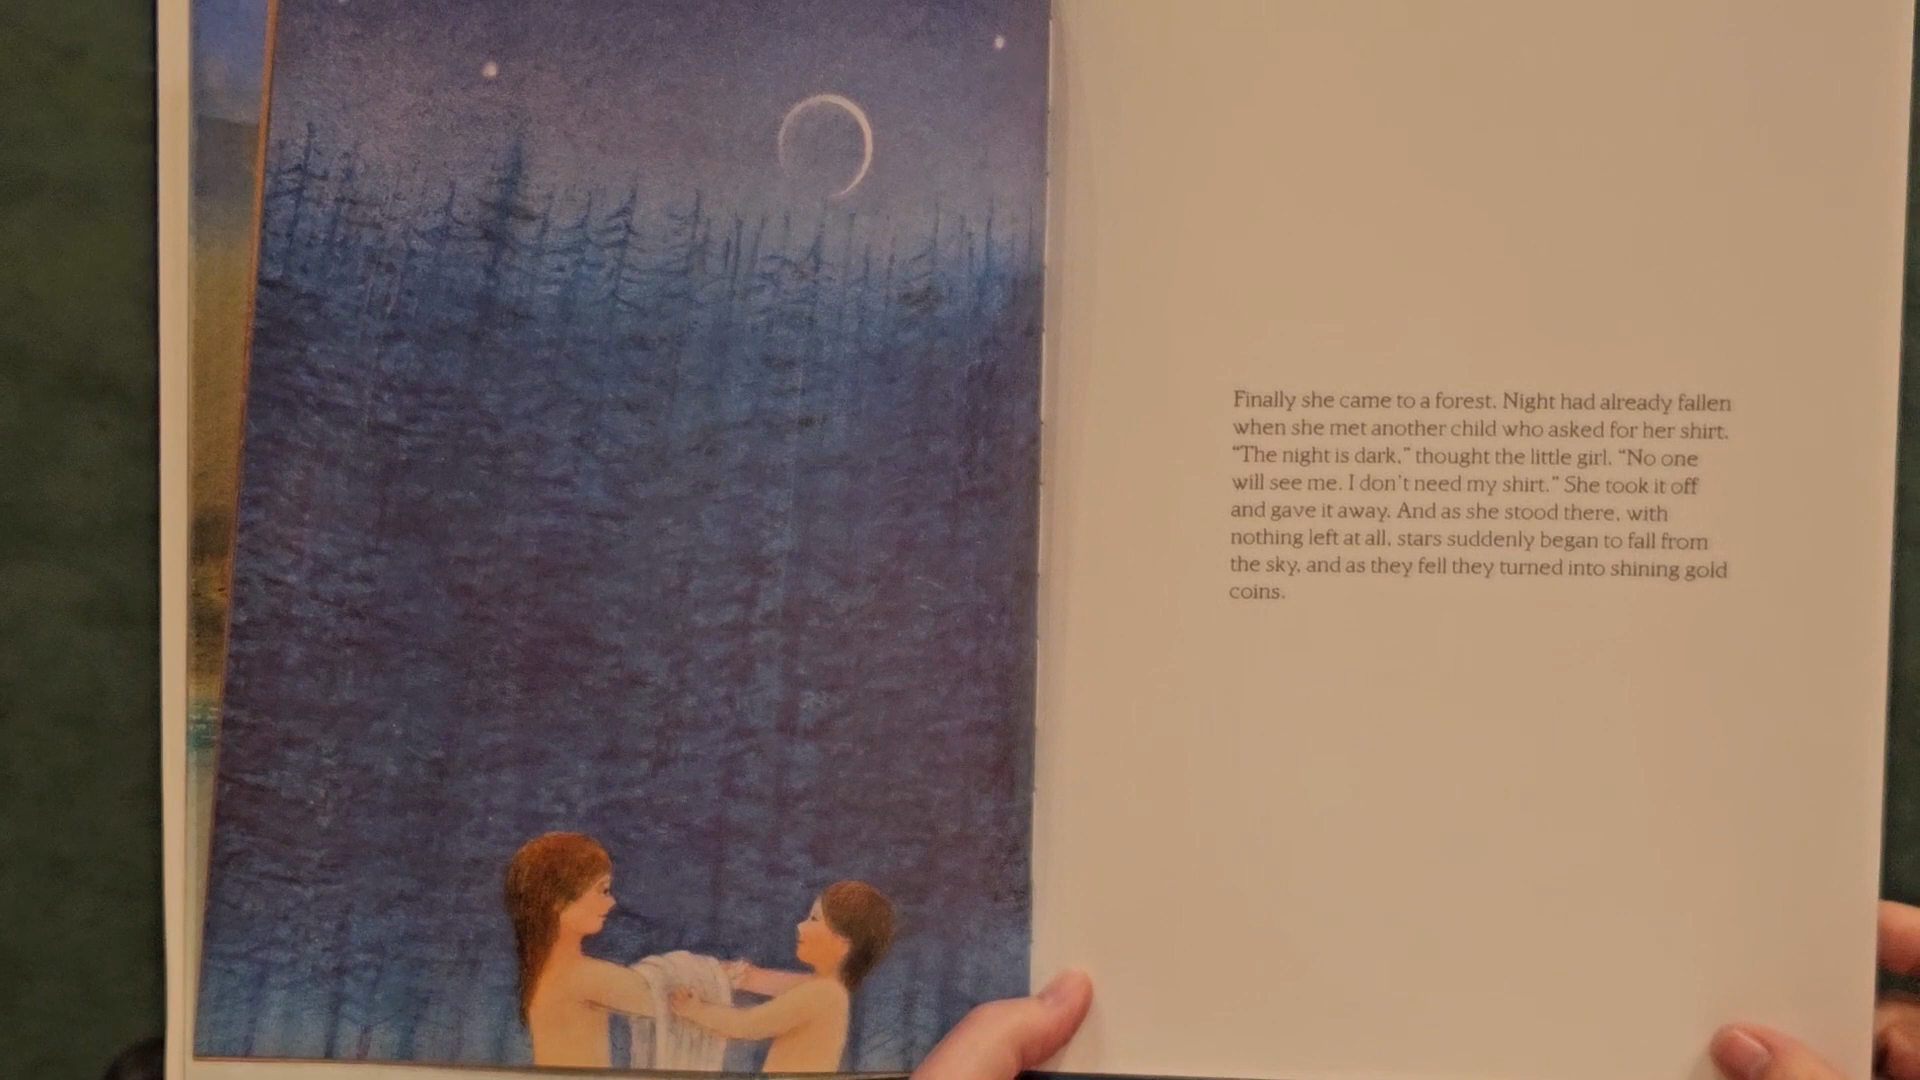 Finally she came to a forest. Night had already fallen
when she met another child who asked for her shirt.
“The night is dark,” thought the little girl. “No one
will see me. I don't need my shirt.” She took it off
and gave it away. And as she stood there, with
nothing left at all, stars suddenly began to fall from
the sky, and as they fell they turned into shining gold
coins.